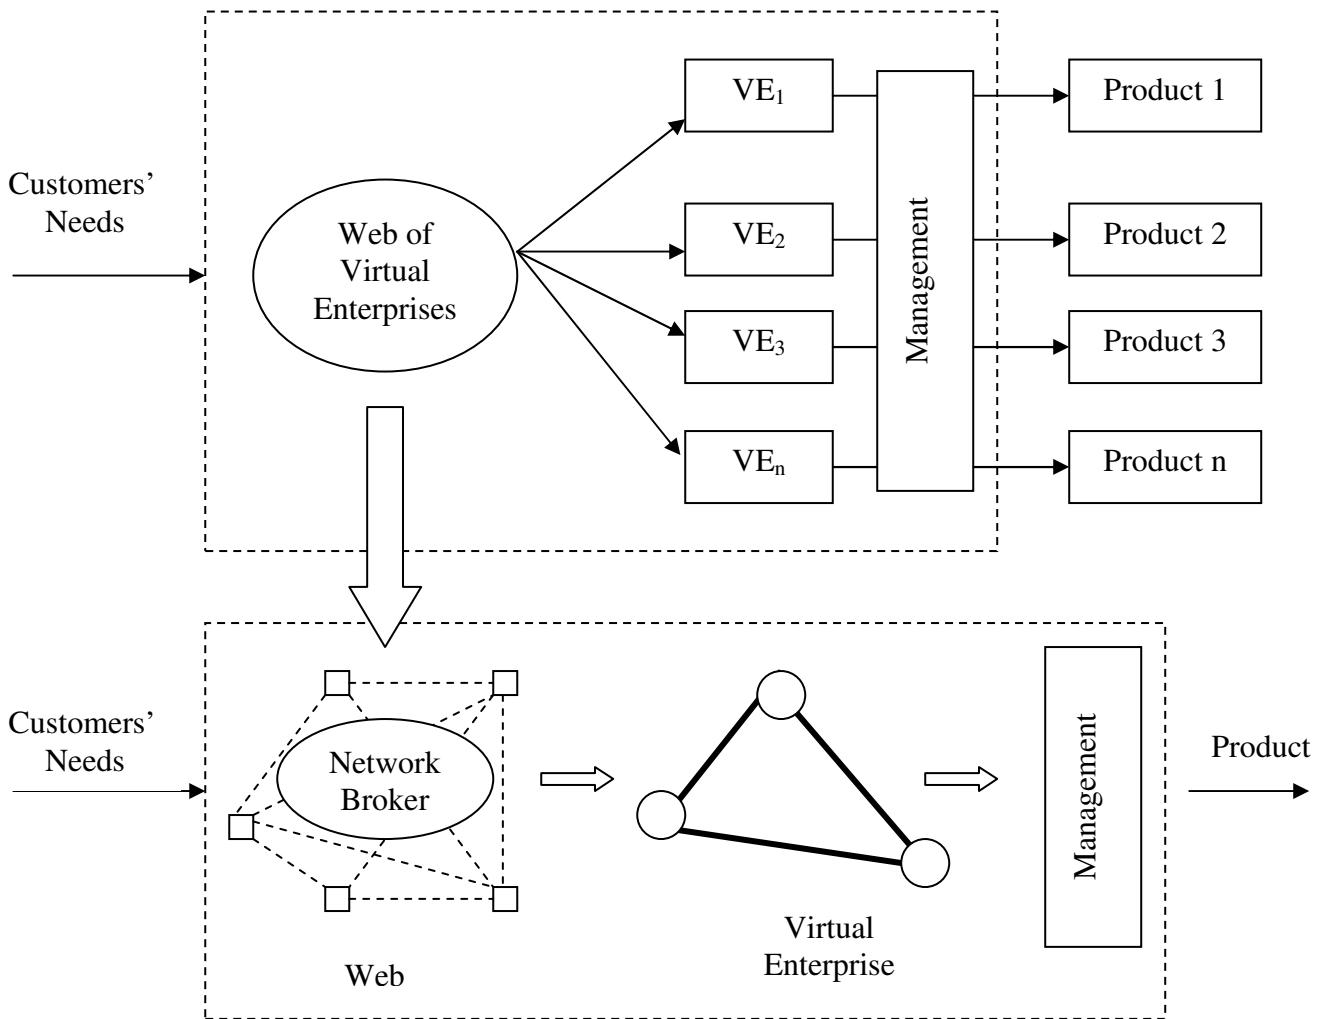 Customers’
Needs
Web of
Virtual
Enterprises
VE₁
VE₂
VE₃
VEₙ
Management
Product 1
Product 2
Product 3
Product n
Customers’
Needs
Network
Broker
Web
Virtual
Enterprise
Management
Product